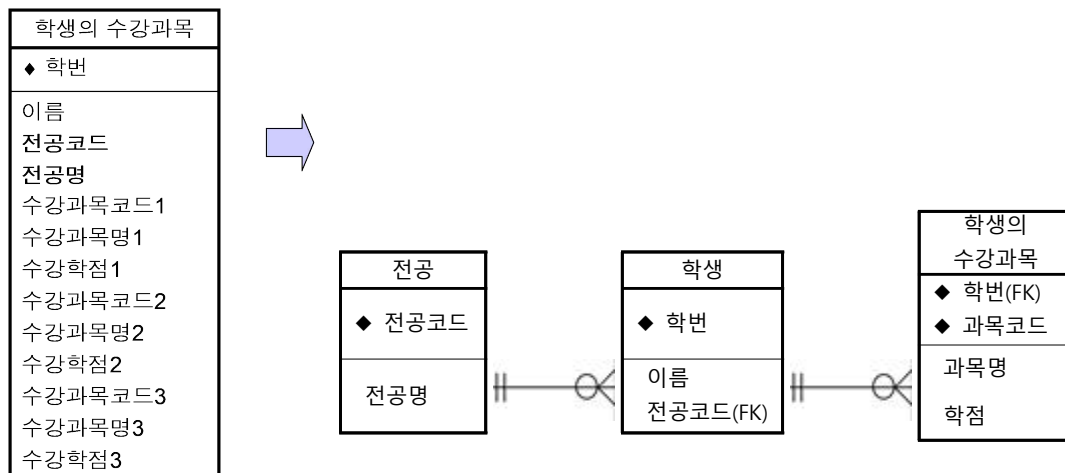 학생의 수강과목
◆ 학번
이름
전공코드
전공명
수강과목코드1
수강과목명1
수강학점1
수강과목코드2
수강과목명2
수강학점2
수강과목코드3
수강과목명3
수강학점3
전공
◆ 전공코드
전공명
학생
◆ 학번
이름
전공코드(FK)
학생의
수강과목
◆ 학번(FK)
◆ 과목코드
과목명
학점